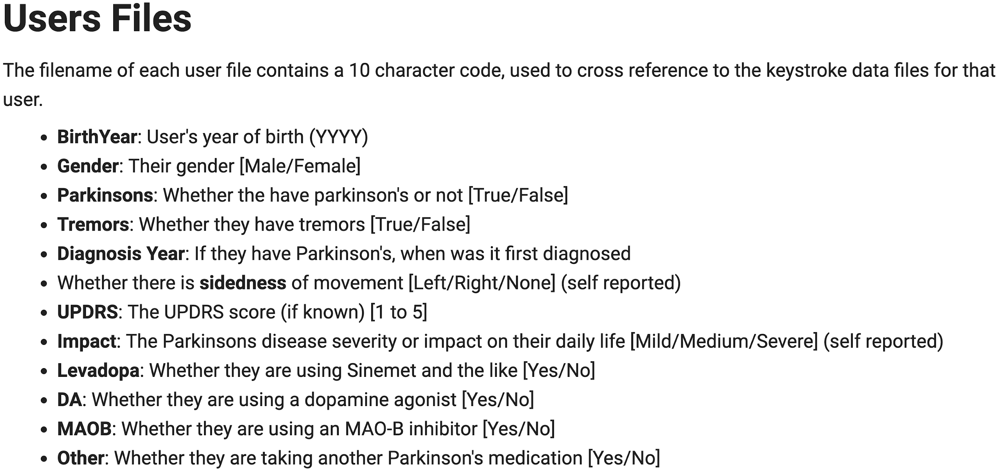 Users Files
The filename of each user file contains a 10 character code, used to cross reference to the keystroke data files for that
user.
• BirthYear: User's year of birth (YYYY)
• Gender: Their gender [Male/Female]
• Parkinsons: Whether the have parkinson's or not [True/False]
• Tremors: Whether they have tremors [True/False]
• Diagnosis Year: If they have Parkinson's, when was it first diagnosed
• Whether there is sidedness of movement [Left/Right/None] (self reported)
• UPDRS: The UPDRS score (if known) [1 to 5]
• Impact: The Parkinsons disease severity or impact on their daily life [Mild/Medium/Severe] (self reported)
• Levadopa: Whether they are using Sinemet and the like [Yes/No]
• DA: Whether they are using a dopamine agonist [Yes/No]
• MAOB: Whether they are using an MAO-B inhibitor [Yes/No]
• Other: Whether they are taking another Parkinson's medication [Yes/No]